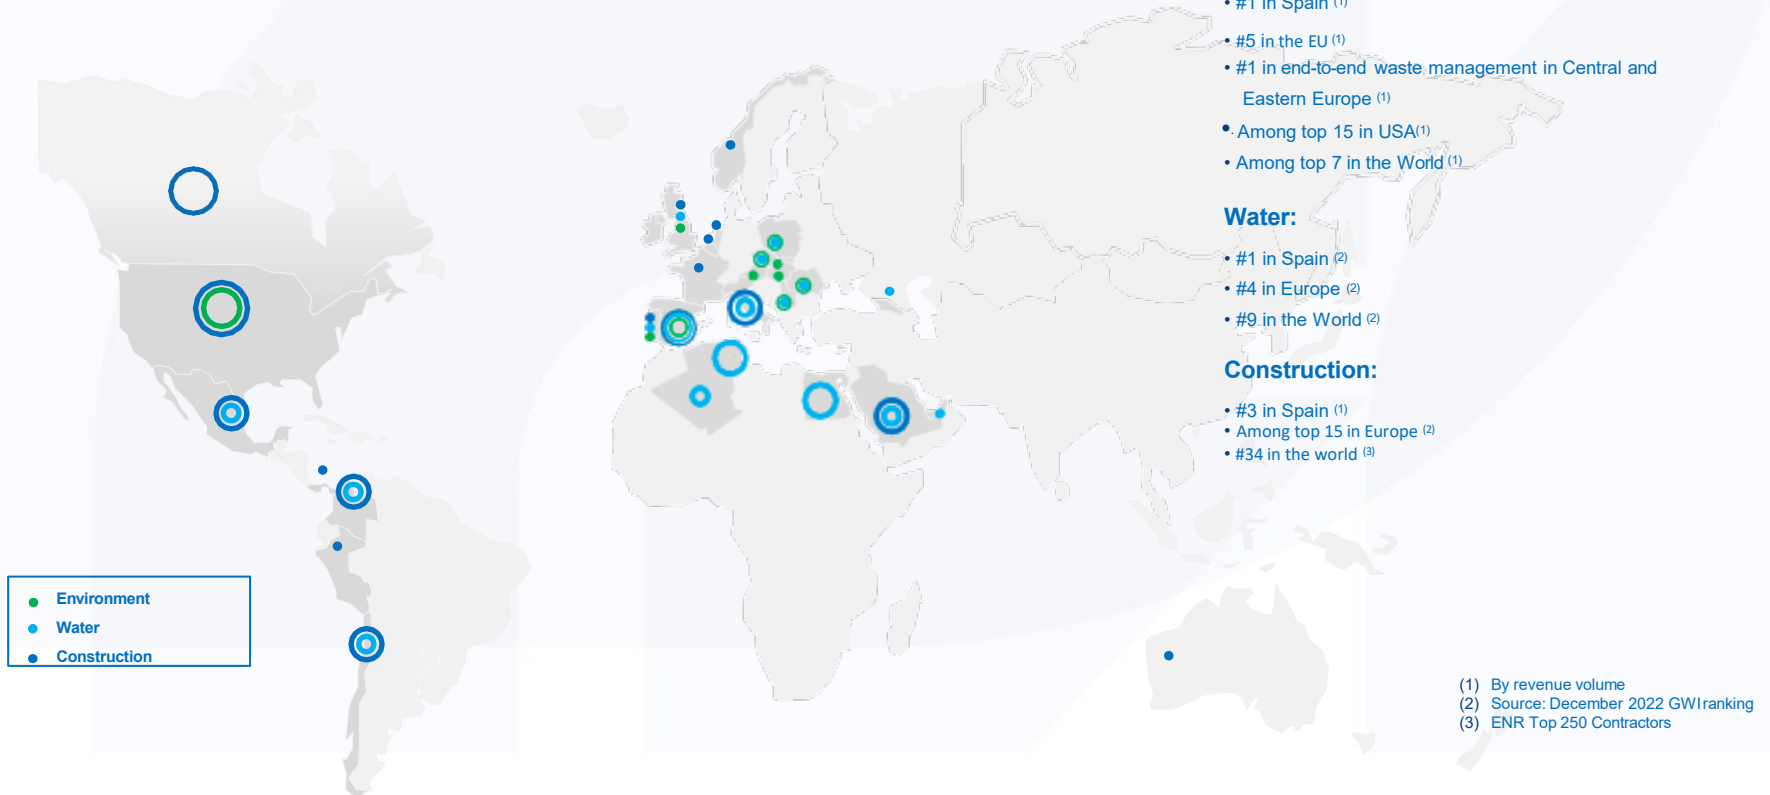 • #1 in Spain (1)
• #5 in the EU (1)
• #1 in end-to-end waste management in Central and
Eastern Europe (1)
• Among top 15 in USA(1)
• Among top 7 in the World (1)
Water:
• #1 in Spain (2)
• #4 in Europe (2)
• #9 in the World (2)
Construction:
• #3 in Spain (1)
• Among top 15 in Europe (2)
• #34 in the world (3)
Environment
Water
Construction
(1) By revenue volume
(2) Source: December 2022 GWI ranking
(3) ENR Top 250 Contractors